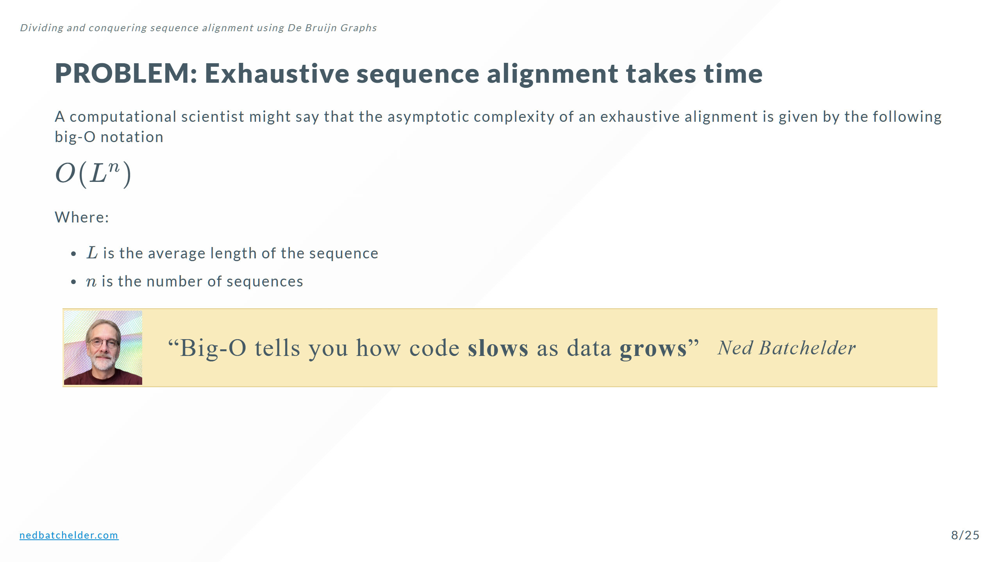 Dividing and conquering sequence alignment using De Bruijn Graphs
PROBLEM: Exhaustive sequence alignment takes time
A computational scientist might say that the asymptotic complexity of an exhaustive alignment is given by the following
big-O notation
O(Lⁿ)
Where:
• L is the average length of the sequence
• n is the number of sequences
“Big-O tells you how code slows as data grows” Ned Batchelder
nedbatchelder.com
8/25